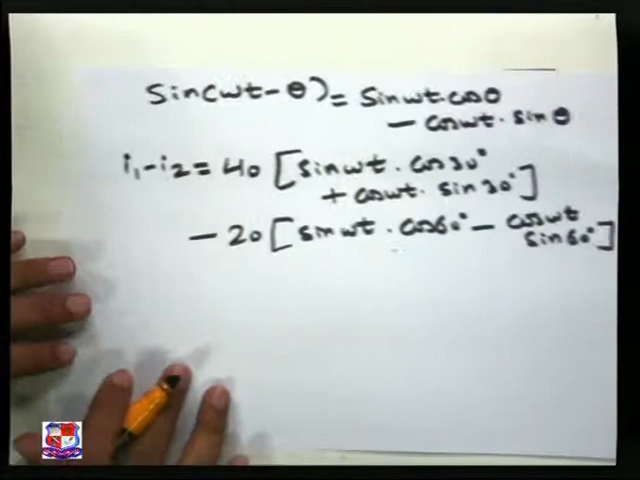 sin(ωt - θ) = sinωt.cosθ
- cosωt. sinθ
i₁-i₂ = 40 [sinωt . cos30°
+ cosωt. sin30°]
- 20 [sinωt . cos60° - cosωt
sin60°]